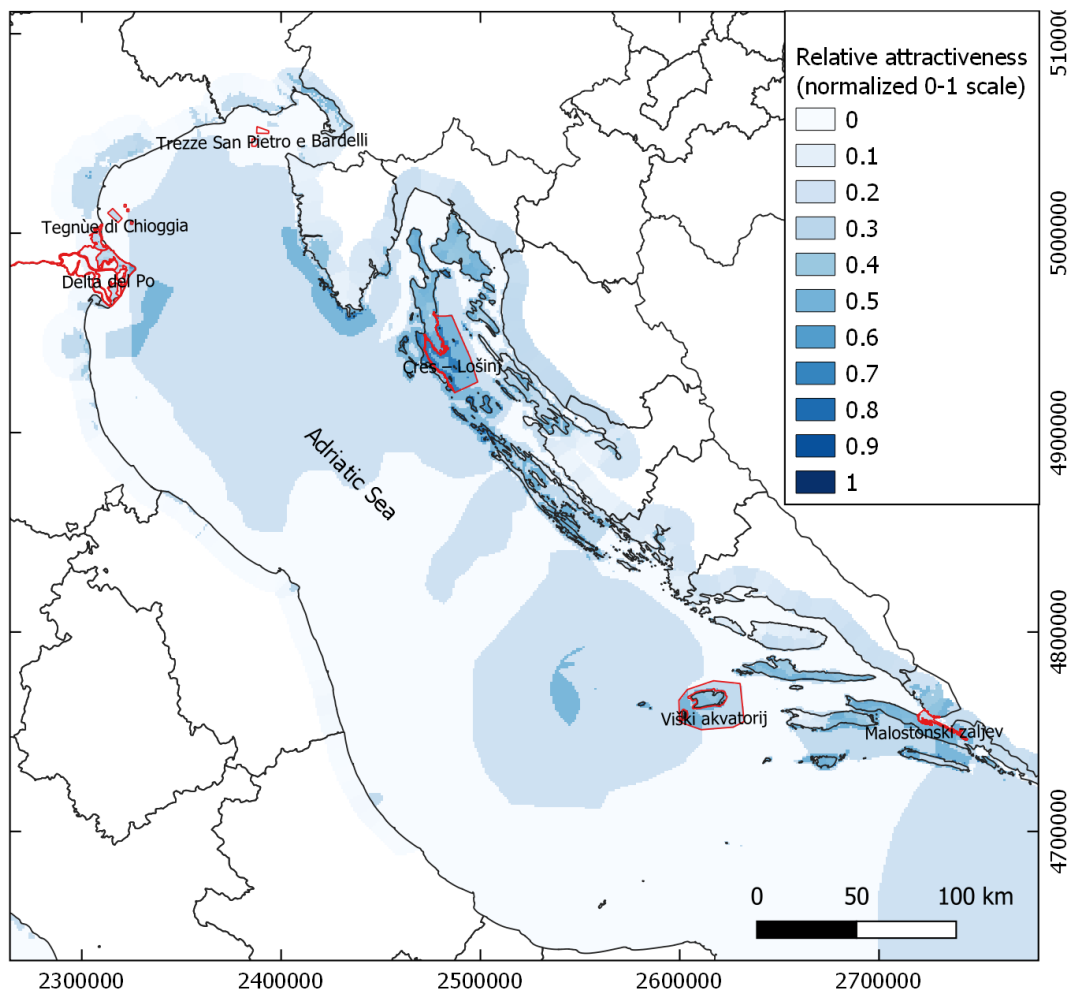 Relative attractiveness
(normalized 0-1 scale)
0
0.1
0.2
0.3
0.4
0.5
0.6
0.7
0.8
0.9
1
Trezze San Pietro e Bardelli
Tegnùe di Chioggia
Delta del Po
Cres – Lošinj
Adriatic Sea
Viški akvatorij
Malostonski zaljev
0 50 100 km
2300000 2400000 2500000 2600000 2700000
5000000
4900000
4800000
4700000